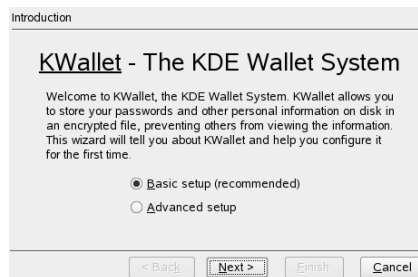 Introduction
KWallet - The KDE Wallet System
Welcome to KWallet, the KDE Wallet System. KWallet allows you
to store your passwords and other personal information on disk in
an encrypted file, preventing others from viewing the information.
This wizard will tell you about KWallet and help you configure it
for the first time.
Basic setup (recommended)
Advanced setup
< Back Next > Finish Cancel